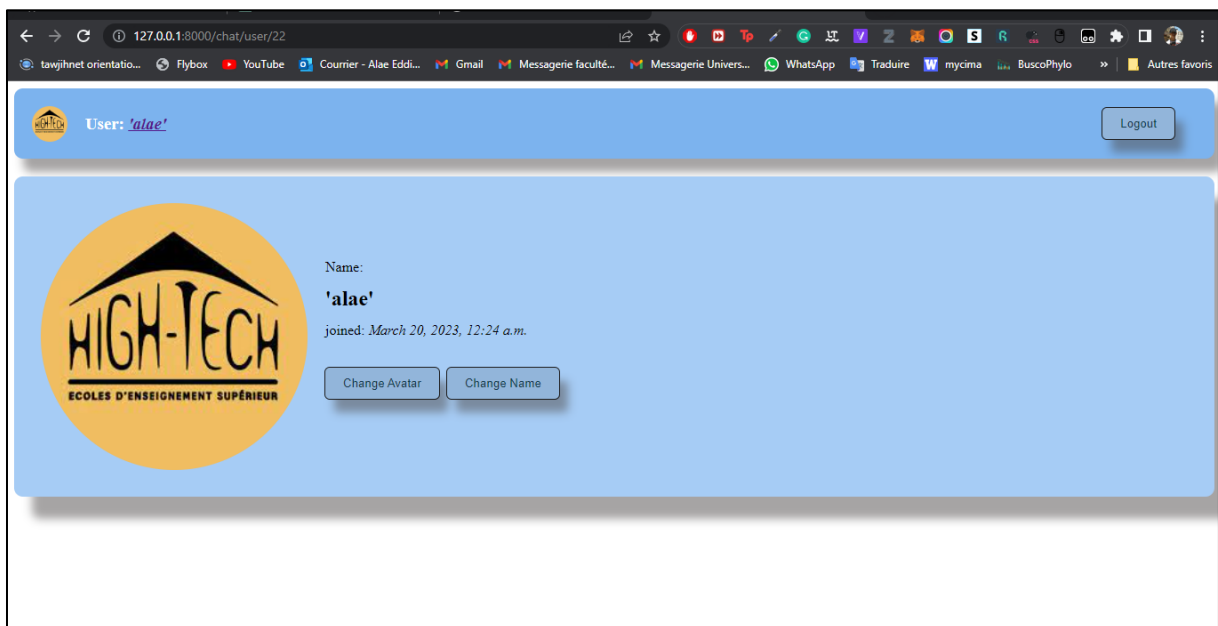 127.0.0.1:8000/chat/user/22
tawjihnet orientatio... Flybox YouTube Courrier - Alae Eddi... Gmail Messagerie faculté... Messagerie Univers... WhatsApp Traduire mycima BuscoPhylo » Autres favoris
User: 'alae'
Logout
HIGH-TECH
HIGH-TECH
ECOLES D'ENSEIGNEMENT SUPÉRIEUR
Name:
'alae'
joined: March 20, 2023, 12:24 a.m.
Change Avatar Change Name